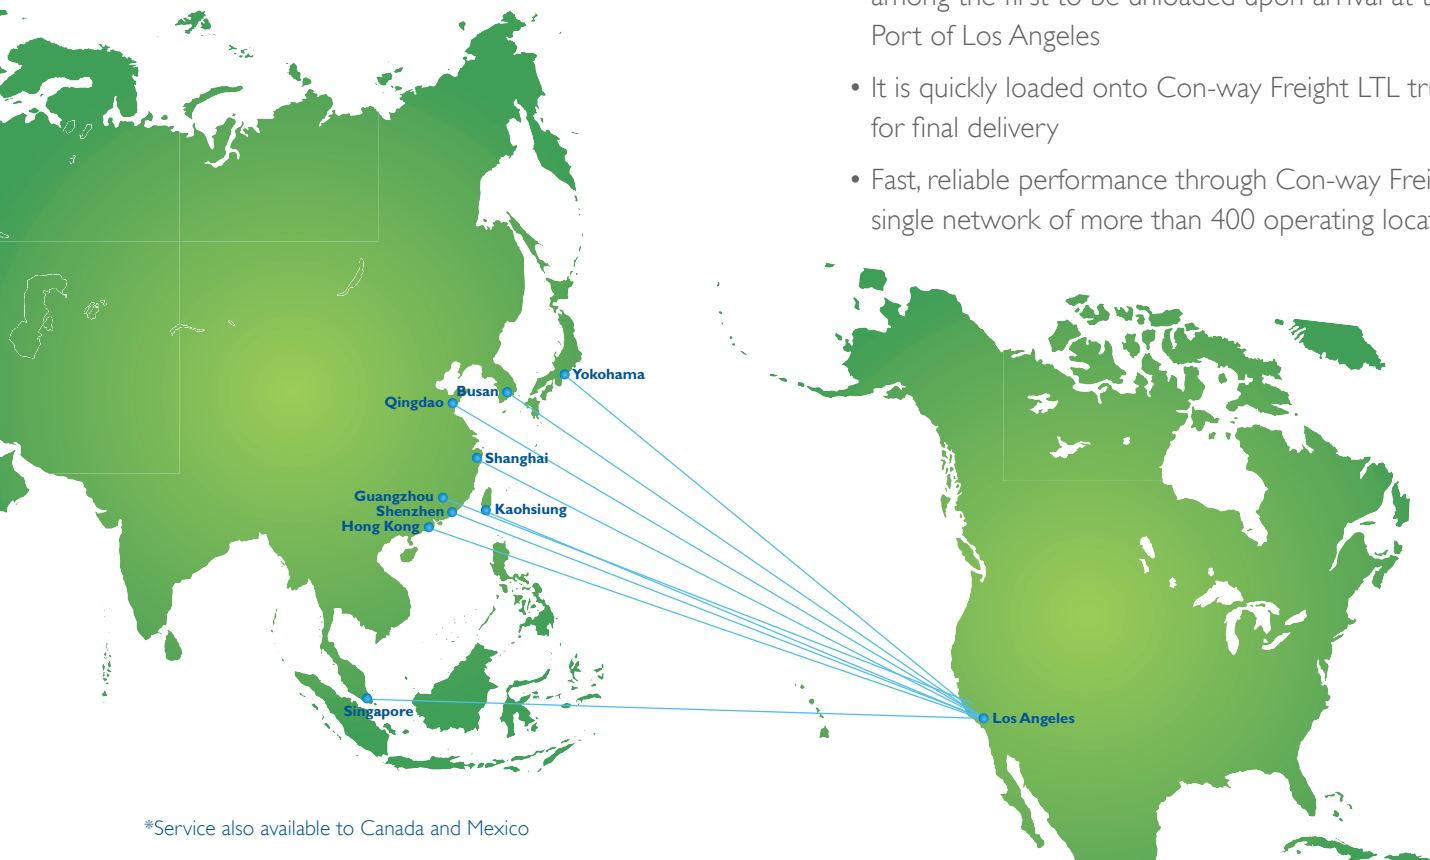 Port of Los Angeles
• It is quickly loaded onto Con-way Freight LTL
for final delivery
• Fast, reliable performance through Con-way
single network of more than 400 operating
Yokohama
Busan
Qingdao
Shanghai
Guangzhou
Shenzhen
Kaohsiung
Hong Kong
Singapore
Los Angeles
*Service also available to Canada and Mexico